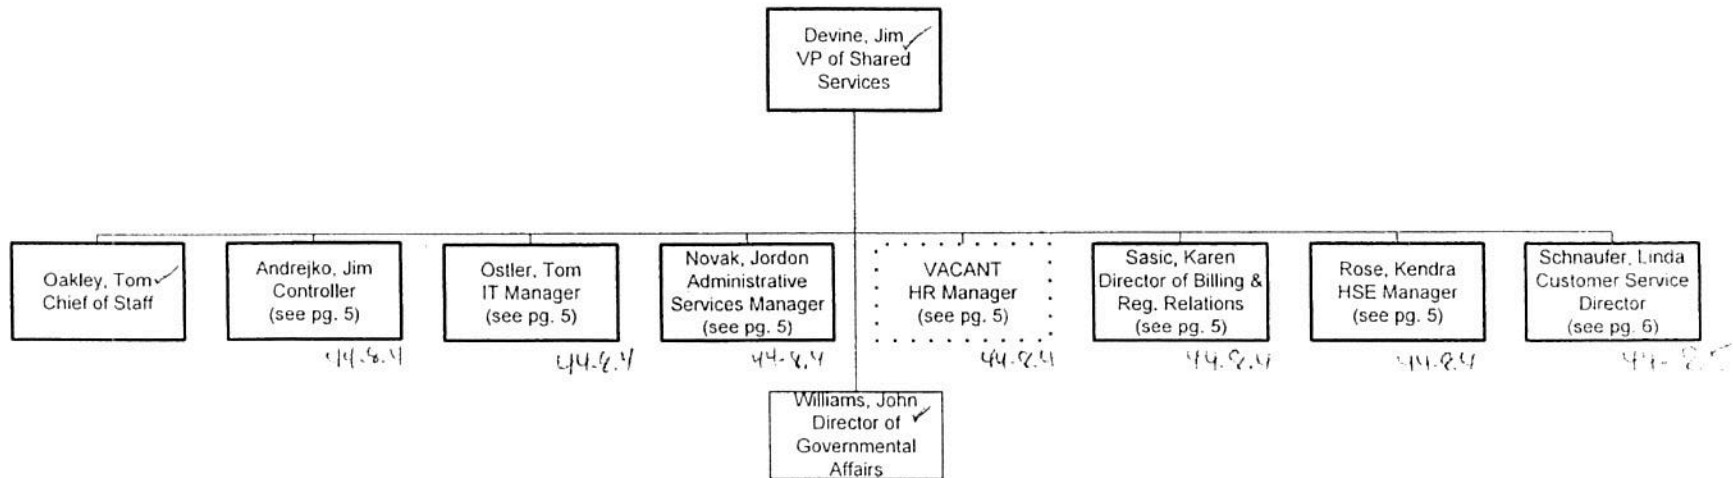 Devine, Jim
VP of Shared
Services
Oakley, Tom
Chief of Staff
Andrejko, Jim
Controller
(see pg. 5)
44.8.4
Ostler, Tom
IT Manager
(see pg. 5)
44.8.4
Novak, Jordon
Administrative
Services Manager
(see pg. 5)
44-8.4
VACANT
HR Manager
(see pg. 5)
44.8.4
Sasic, Karen
Director of Billing &
Reg. Relations
(see pg. 5)
44.8.4
Rose, Kendra
HSE Manager
(see pg. 5)
44-8.4
Schnaufer, Linda
Customer Service
Director
(see pg. 6)
Williams, John
Director of
Governmental
Affairs